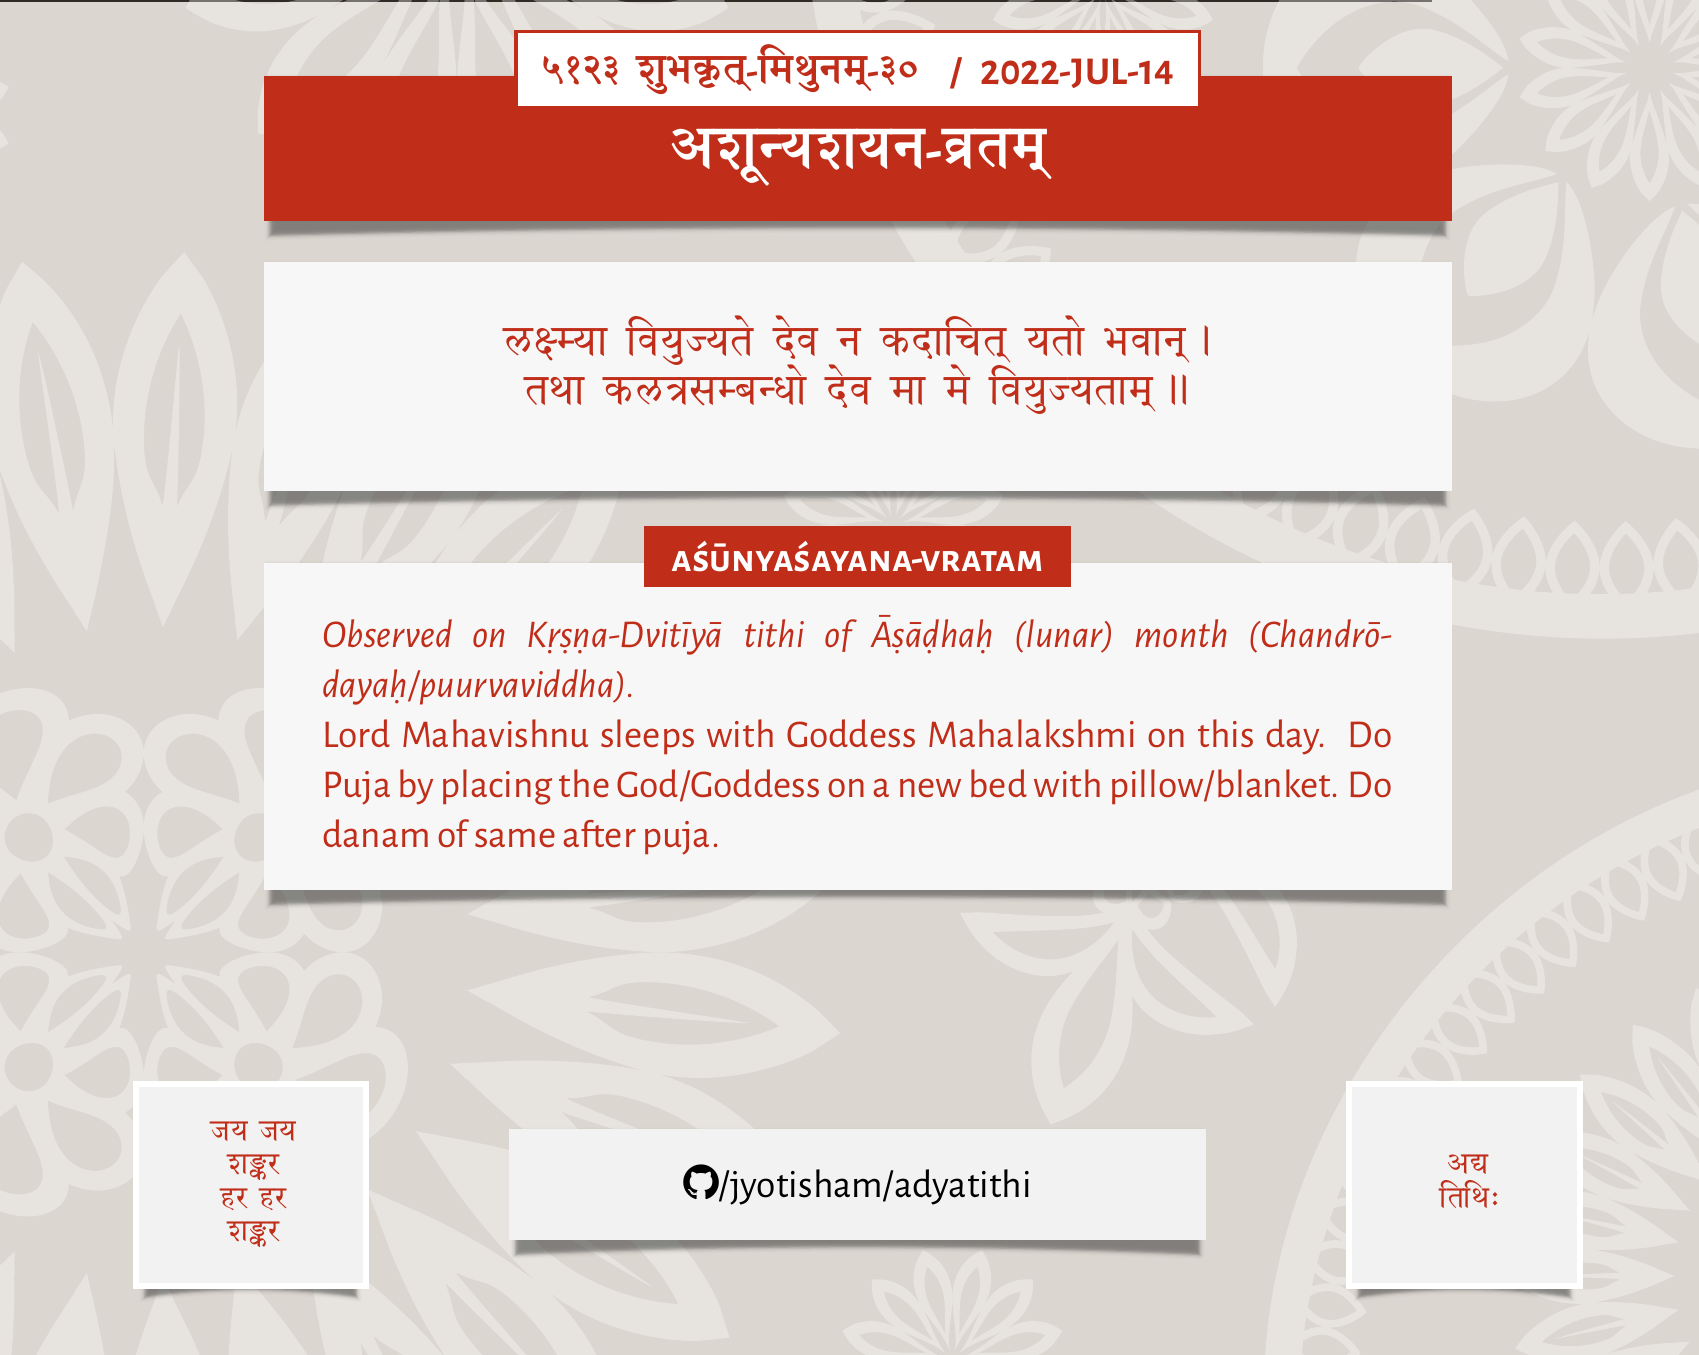 ५१२३ शुभकृत्-मिथुनम्-३० / 2022-JUL-14
अशून्यशयन-व्रतम्
लक्ष्म्या वियुज्यते देव न कदाचित् यतो भवान् ।
तथा कलत्रसम्बन्धो देव मा मे वियुज्यताम् ॥
AŚŪNYAŚAYANA-VRATAM
Observed on Kṛṣṇa-Dvitīyā tithi of Āṣāḍhaḥ (lunar) month (Chandrō-
dayaḥ/puurvaviddha).
Lord Mahavishnu sleeps with Goddess Mahalakshmi on this day. Do
Puja by placing the God/Goddess on a new bed with pillow/blanket. Do
danam of same after puja.
जय जय
शङ्कर
हर हर
शङ्कर
/jyotisham/adyatithi
अद्य
तिथिः